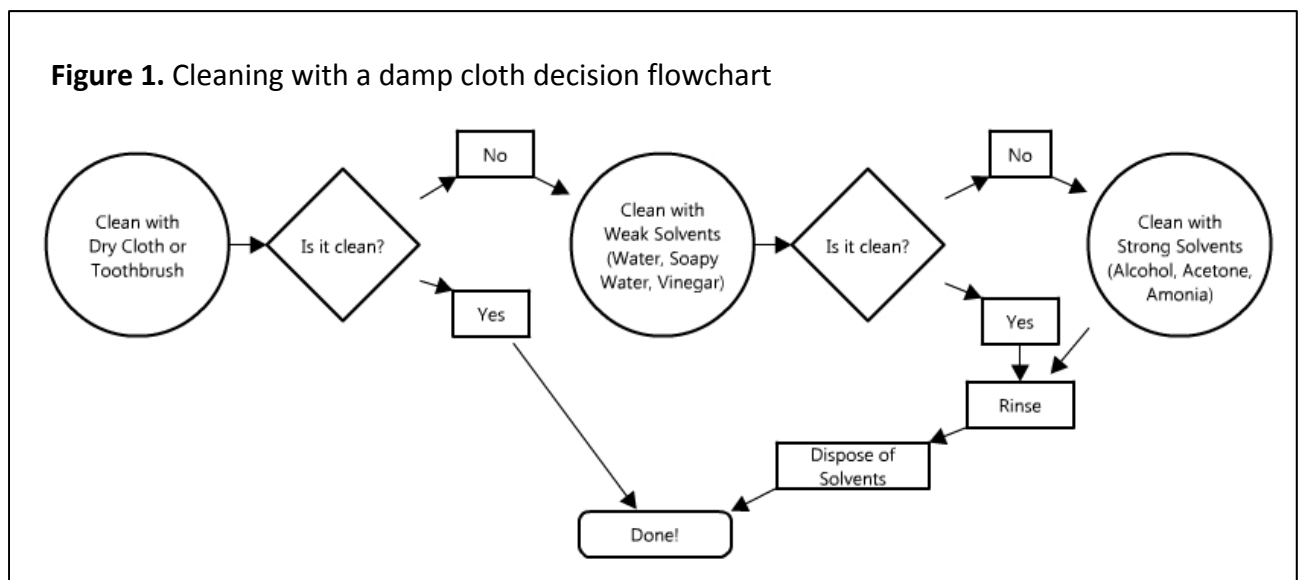 Figure 1. Cleaning with a damp cloth decision flowchart
Clean with
Dry Cloth or
Toothbrush
Is it clean?
No
Yes
Clean with
Weak Solvents
(Water, Soapy
Water, Vinegar)
Is it clean?
No
Yes
Clean with
Strong Solvents
(Alcohol, Acetone,
Amonia)
Rinse
Dispose of
Solvents
Done!